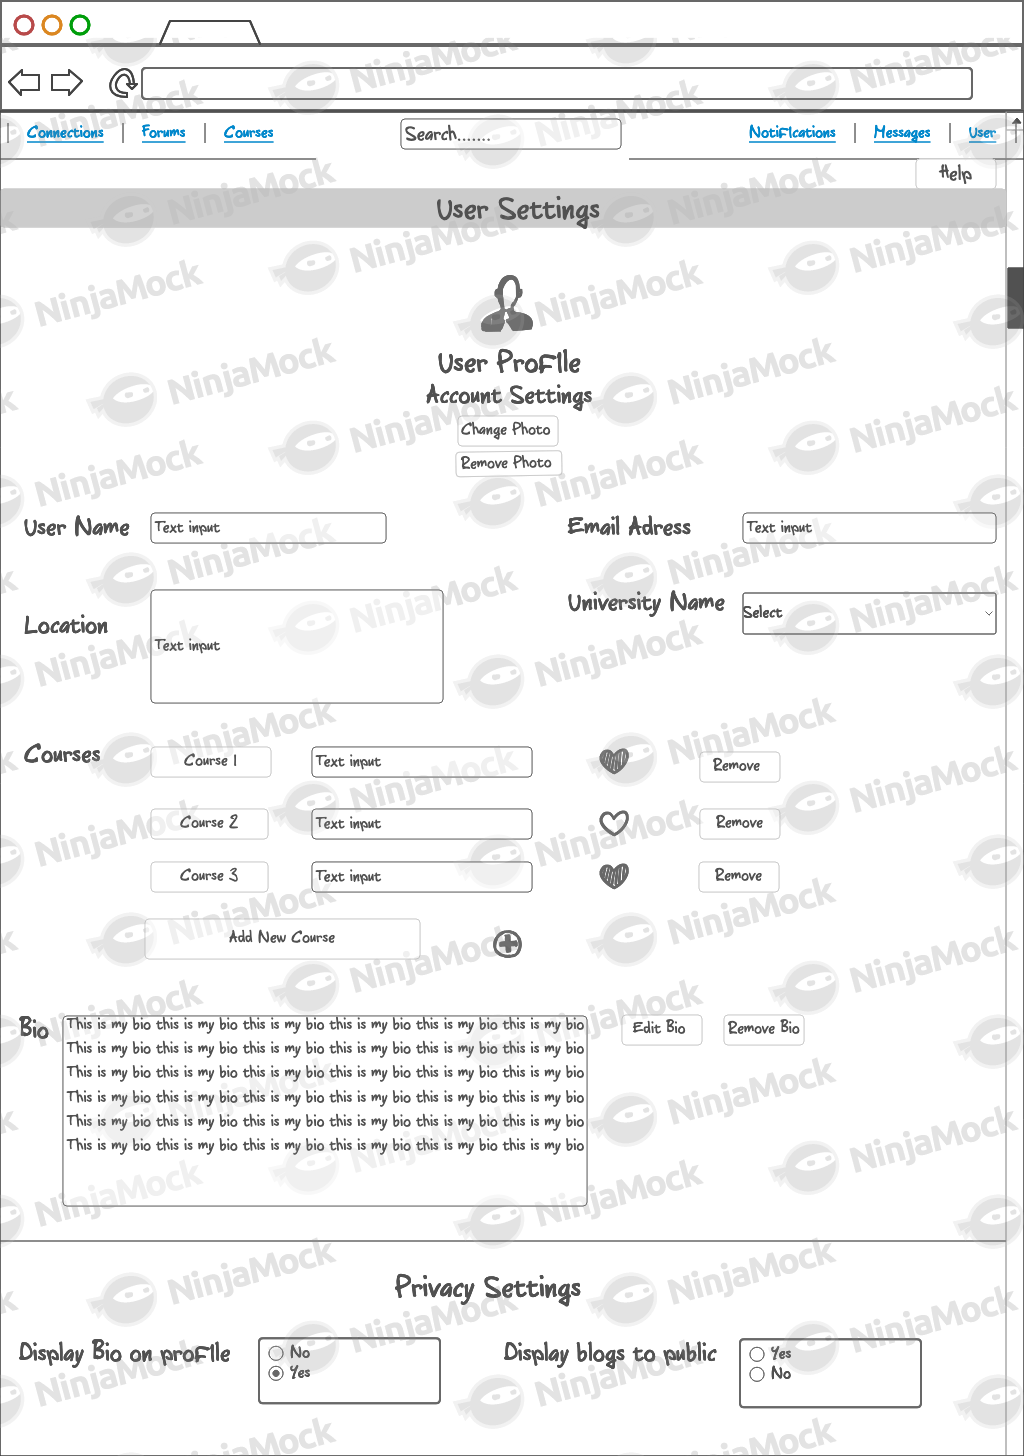 Connections Forums Courses Search....... Notifications Messages User
Help
User Settings
User Profile
Account Settings
Change Photo
Remove Photo
User Name Text input Email Adress Text input
Location Text input University Name Select
Courses Course 1 Text input Remove
Course 2 Text input Remove
Course 3 Text input Remove
Add New Course
Bio Edit Bio Remove Bio
This is my bio this is my bio this is my bio this is my bio this is my bio this is my bio
This is my bio this is my bio this is my bio this is my bio this is my bio this is my bio
This is my bio this is my bio this is my bio this is my bio this is my bio this is my bio
This is my bio this is my bio this is my bio this is my bio this is my bio this is my bio
This is my bio this is my bio this is my bio this is my bio this is my bio this is my bio
This is my bio this is my bio this is my bio this is my bio this is my bio this is my bio
Privacy Settings
Display Bio on profile No
Yes
Display blogs to public Yes
No
NinjaMock